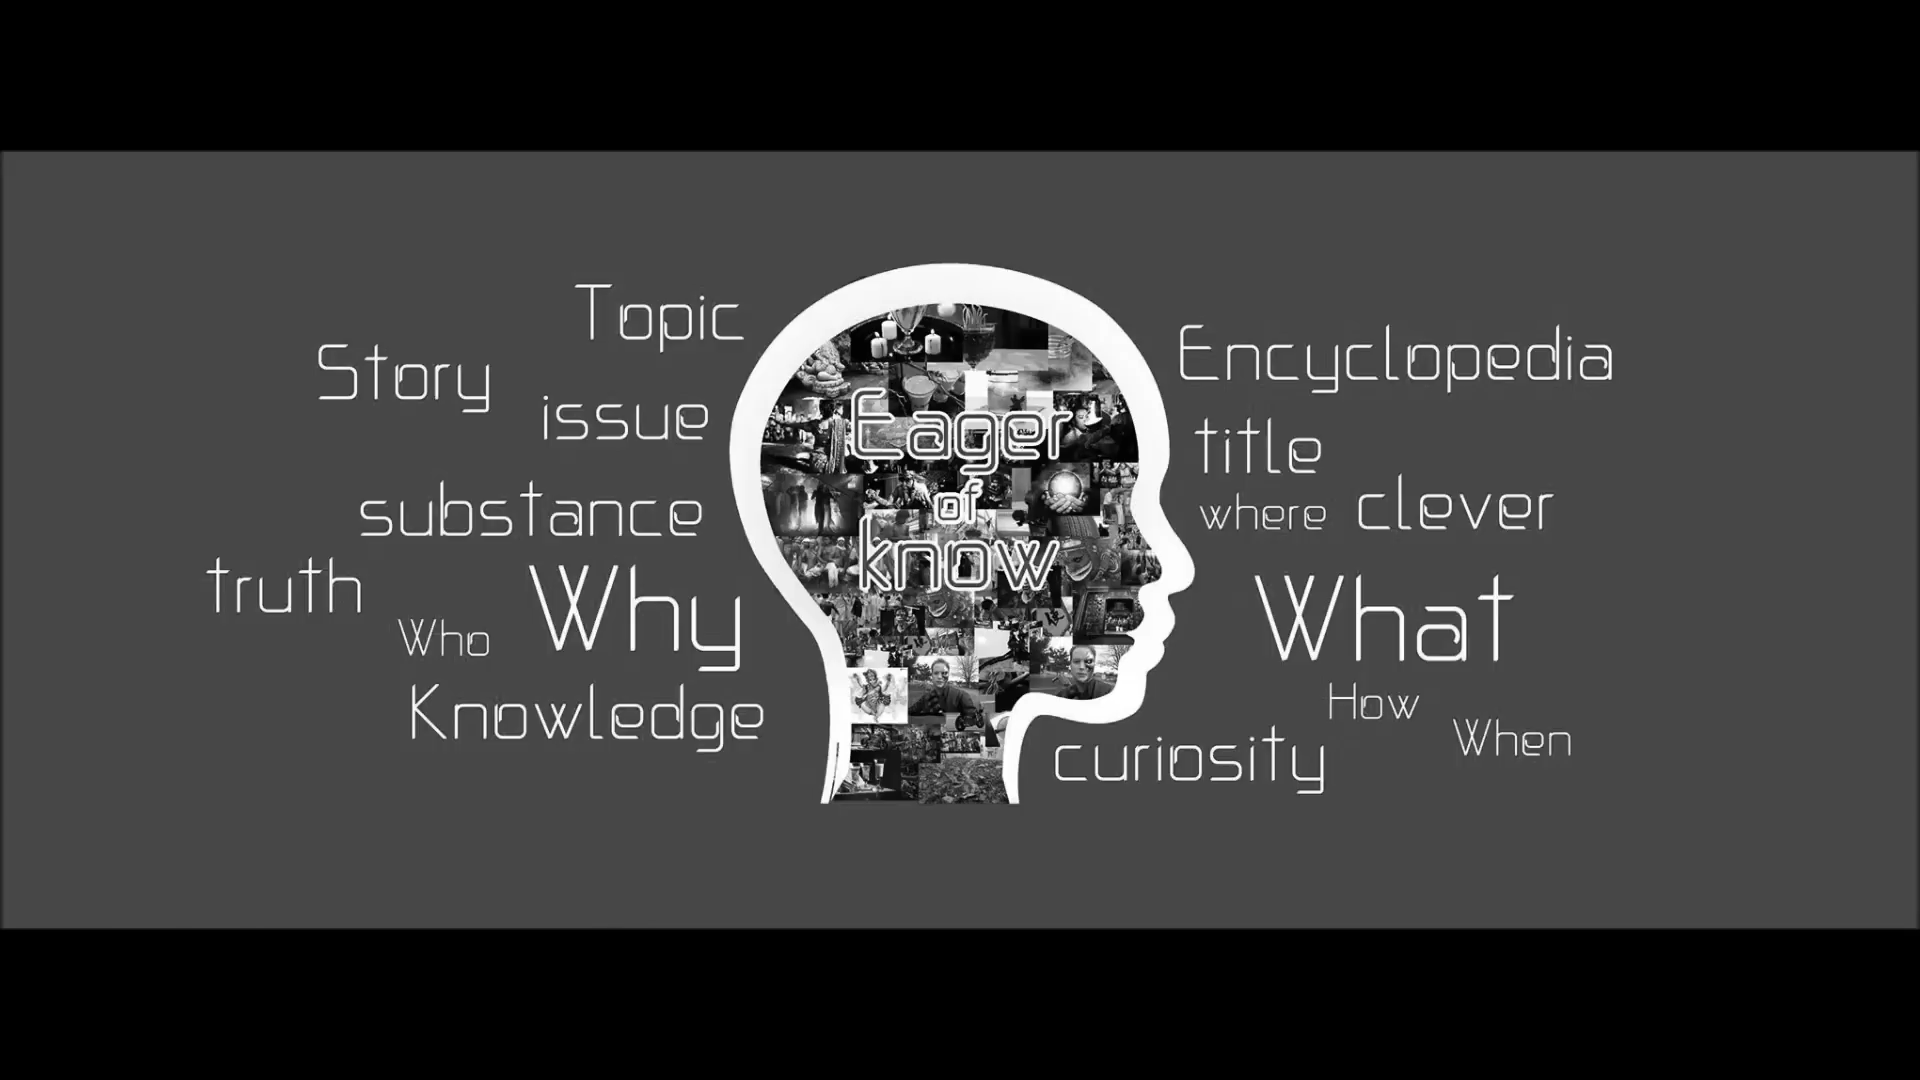 Topic
Story
issue
substance
truth
Who
Why
Knowledge
Eager
of
know
Encyclopedia
title
where
clever
What
How
When
curiosity